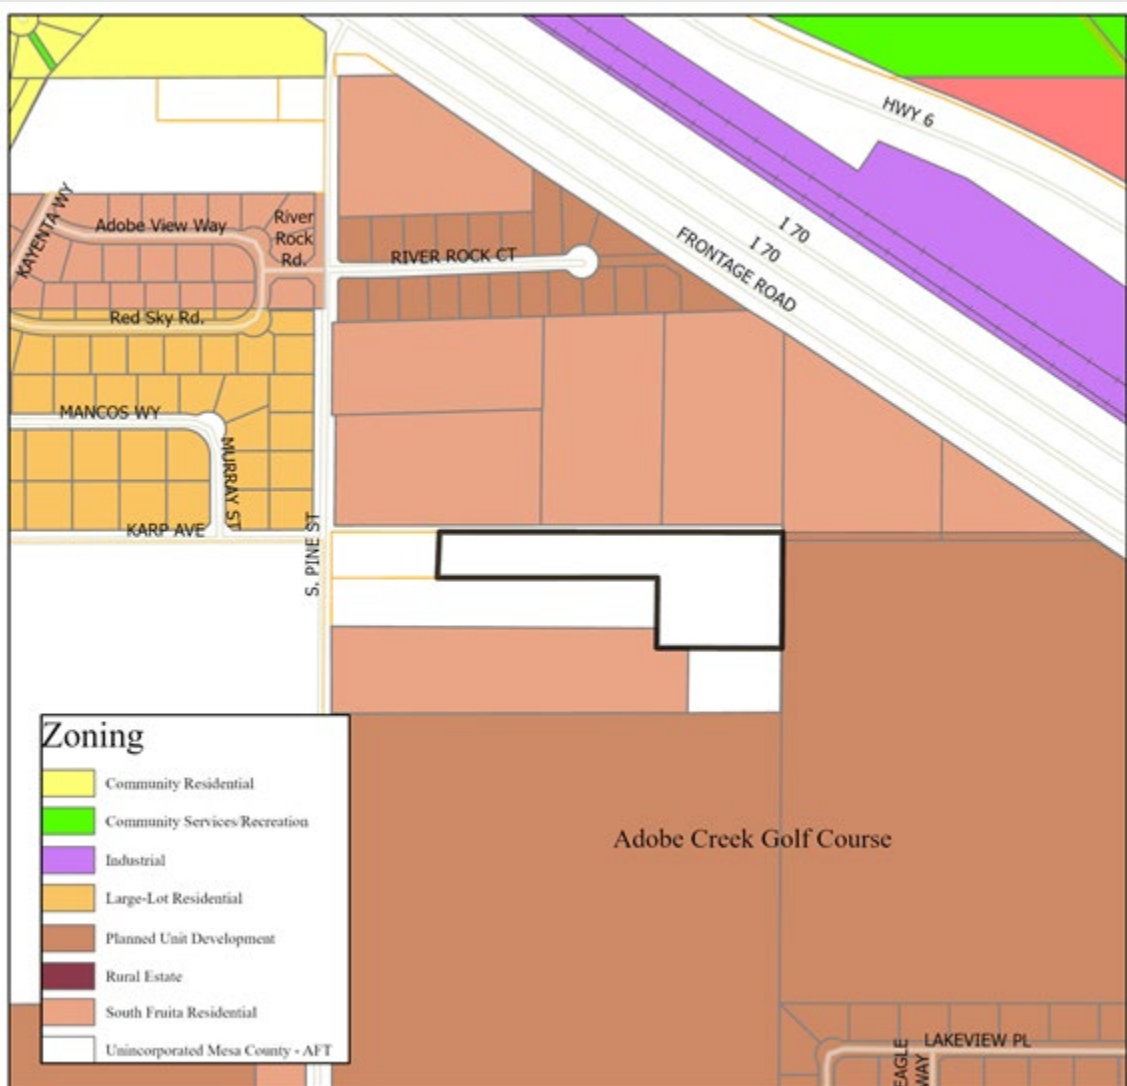 HWY 6
I 70
I 70
FRONTAGE ROAD
KAYENTA WY
Adobe View Way
River
Rock
Rd.
RIVER ROCK CT
Red Sky Rd.
MANCOS WY
MURRAY ST
KARP AVE
S. PINE ST
Adobe Creek Golf Course
Zoning
Community Residential
Community Services/Recreation
Industrial
Large-Lot Residential
Planned Unit Development
Rural Estate
South Fruita Residential
Unincorporated Mesa County - AFT
LAKEVIEW PL
EAGLE
WAY